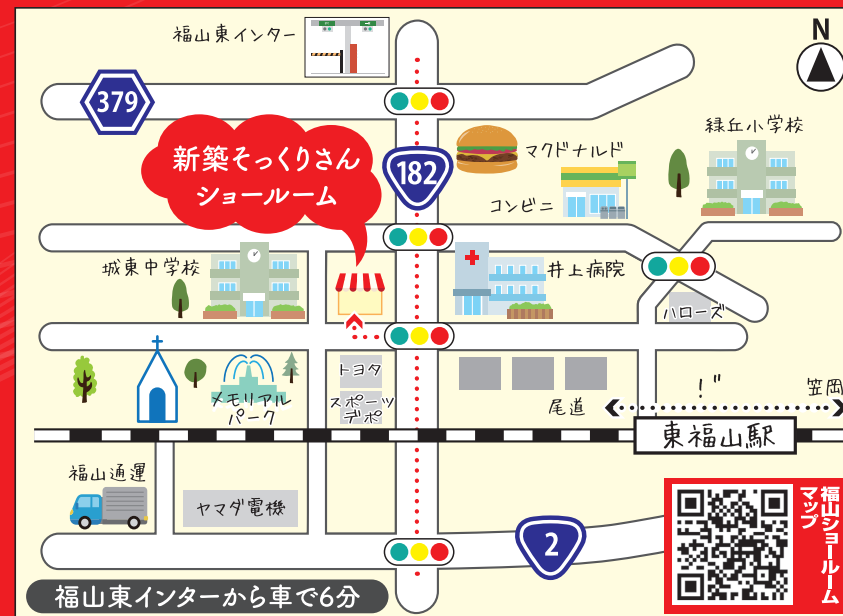 福山東インター
N
379
新築そっくりさん
ショールーム
182
マクドナルド
コンビニ
緑丘小学校
城東中学校
井上病院
ハローズ
トヨタ
スポーツ
デポ
メモリアル
パーク
尾道
笠岡
東福山駅
福山通運
ヤマダ電機
2
福山東インターから車で6分
福山ショールーム
マップ